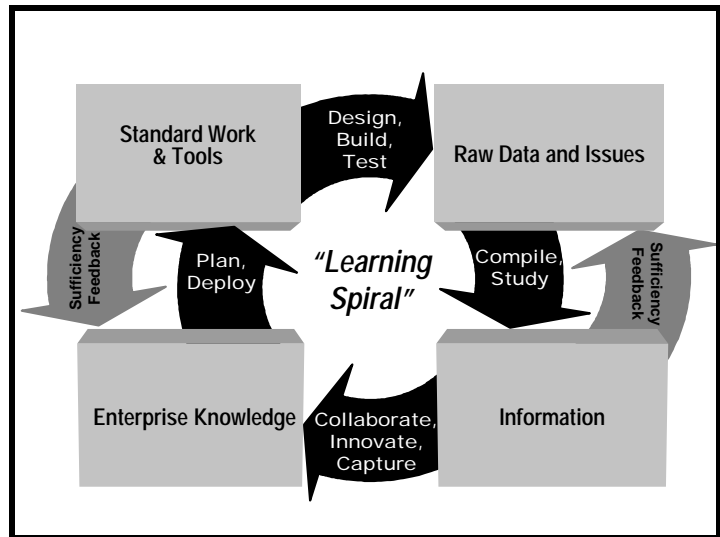 Standard Work
& Tools
Design,
Build,
Test
Raw Data and Issues
Sufficiency
Feedback
Plan,
Deploy
"Learning
Spiral"
Compile,
Study
Sufficiency
Feedback
Enterprise Knowledge
Collaborate,
Innovate,
Capture
Information